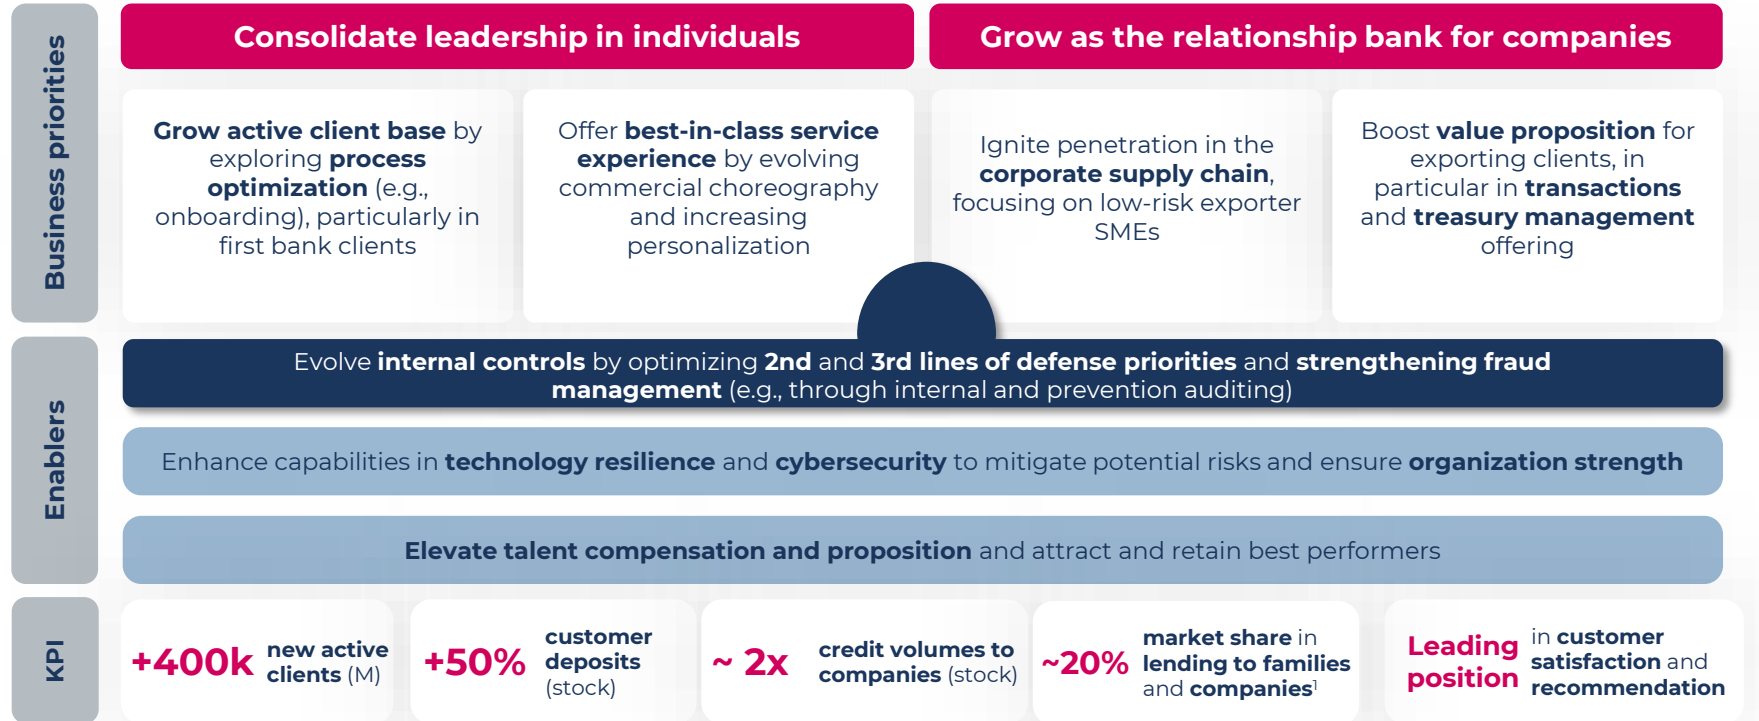 Business priorities
Consolidate leadership in individuals
Grow as the relationship bank for companies
Grow active client base by
exploring process
optimization (e.g.,
onboarding), particularly in
first bank clients
Offer best-in-class service
experience by evolving
commercial choreography
and increasing
personalization
Ignite penetration in the
corporate supply chain,
focusing on low-risk exporter
SMEs
Boost value proposition for
exporting clients, in
particular in transactions
and treasury management
offering
Enablers
Evolve internal controls by optimizing 2nd and 3rd lines of defense priorities and strengthening fraud
management (e.g., through internal and prevention auditing)
Enhance capabilities in technology resilience and cybersecurity to mitigate potential risks and ensure organization strength
Elevate talent compensation and proposition and attract and retain best performers
KPI
+400k
new active
clients (M)
+50%
customer
deposits
(stock)
~ 2x
credit volumes to
companies (stock)
~20%
market share in
lending to families
and companies¹
Leading
position
in customer
satisfaction and
recommendation